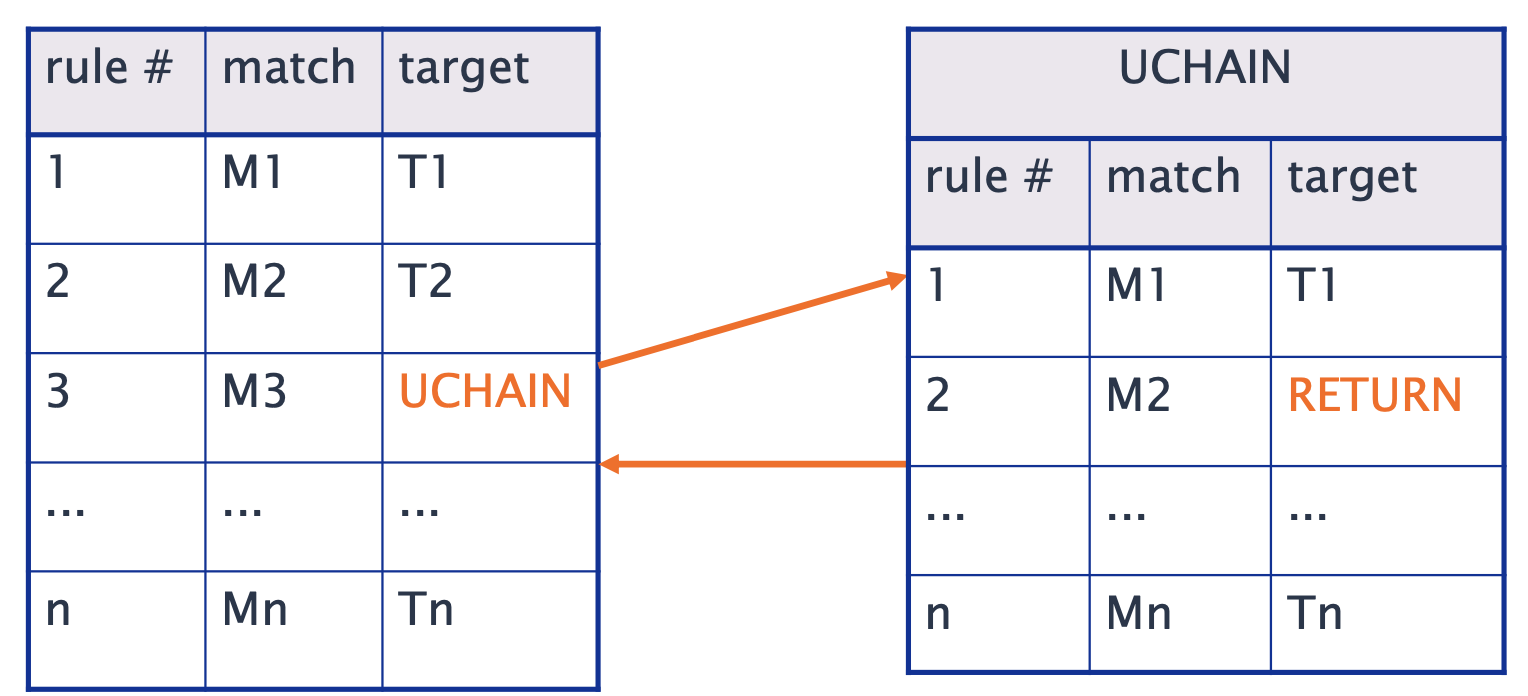 rule # match target
1 M1 T1
2 M2 T2
3 M3 UCHAIN
... ... ...
n Mn Tn
UCHAIN
rule # match target
1 M1 T1
2 M2 RETURN
... ... ...
n Mn Tn